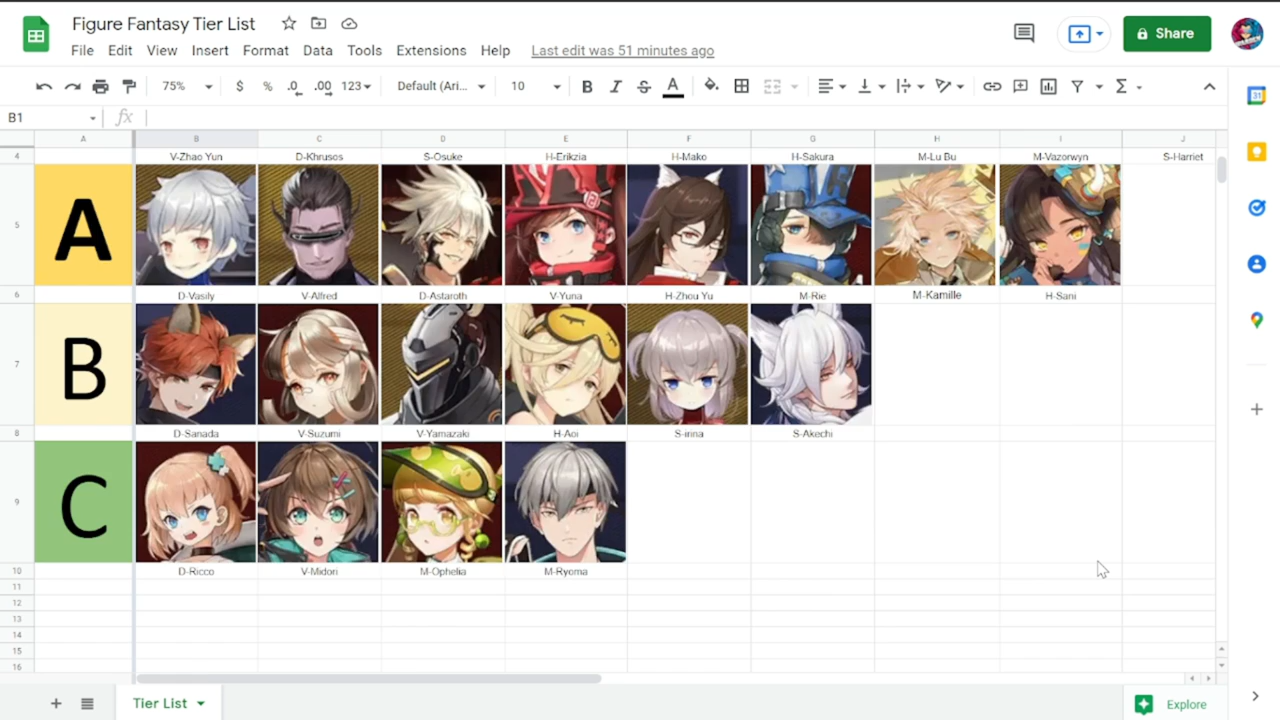 Figure Fantasy Tier List
File Edit View Insert Format Data Tools Extensions Help Last edit was 51 minutes ago
Share
75% $ % .0 .00 123 Default (Ari... 10 B I S A
B1 fx
A B C D E F G H I J
4 V-Zhao Yun D-Khrusos S-Osuke H-Erikzia H-Mako H-Sakura M-Lu Bu M-Vazorwyn S-Harriet
5 A
6 D-Vasily V-Alfred D-Astaroth V-Yuna H-Zhou Yu M-Rie M-Kamille H-Sani
7 B
8 D-Sanada V-Suzumi V-Yamazaki H-Aoi S-irina S-Akechi
9 C
10 D-Ricco V-Midori M-Ophelia M-Ryoma
11
12
13
14
15
16
Tier List
Explore